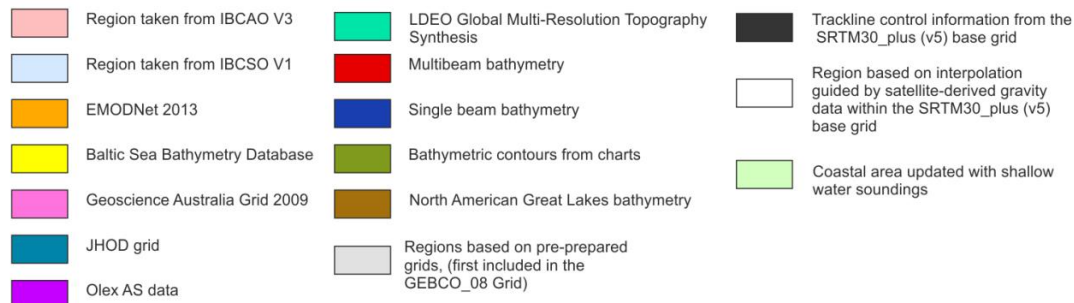 Region taken from IBCAO V3
Region taken from IBCSO V1
EMODNet 2013
Baltic Sea Bathymetry Database
Geoscience Australia Grid 2009
JHOD grid
Olex AS data
LDEO Global Multi-Resolution Topography
Synthesis
Multibeam bathymetry
Single beam bathymetry
Bathymetric contours from charts
North American Great Lakes bathymetry
Regions based on pre-prepared
grids, (first included in the
GEBCO_08 Grid)
Trackline control information from the
SRTM30_plus (v5) base grid
Region based on interpolation
guided by satellite-derived gravity
data within the SRTM30_plus (v5)
base grid
Coastal area updated with shallow
water soundings